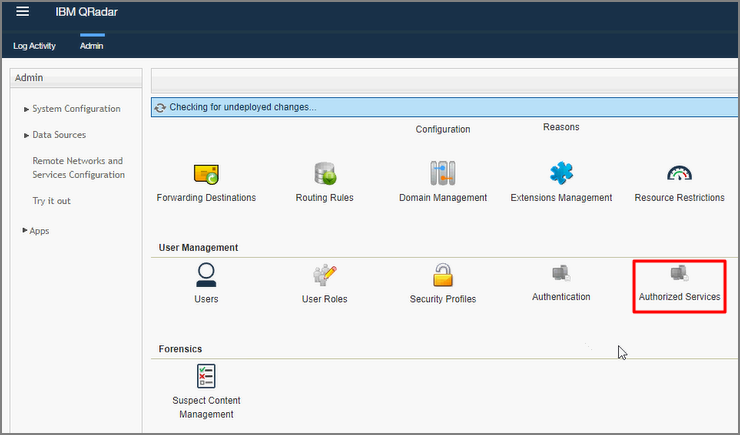 IBM QRadar
Log Activity
Admin
Admin
System Configuration
Data Sources
Remote Networks and
Services Configuration
Try it out
Apps
Checking for undeployed changes...
Configuration
Reasons
Forwarding Destinations
Routing Rules
Domain Management
Extensions Management
Resource Restrictions
User Management
Users
User Roles
Security Profiles
Authentication
Authorized Services
Forensics
Suspect Content
Management